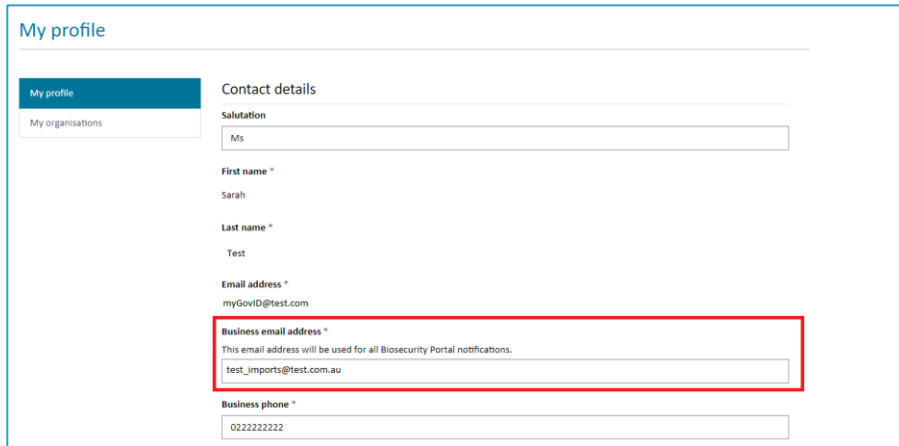 My profile
My profile
My organisations
Contact details
Salutation
Ms
First name *
Sarah
Last name *
Test
Email address *
myGovID@test.com
Business email address *
This email address will be used for all Biosecurity Portal notifications.
test_imports@test.com.au
Business phone *
0222222222